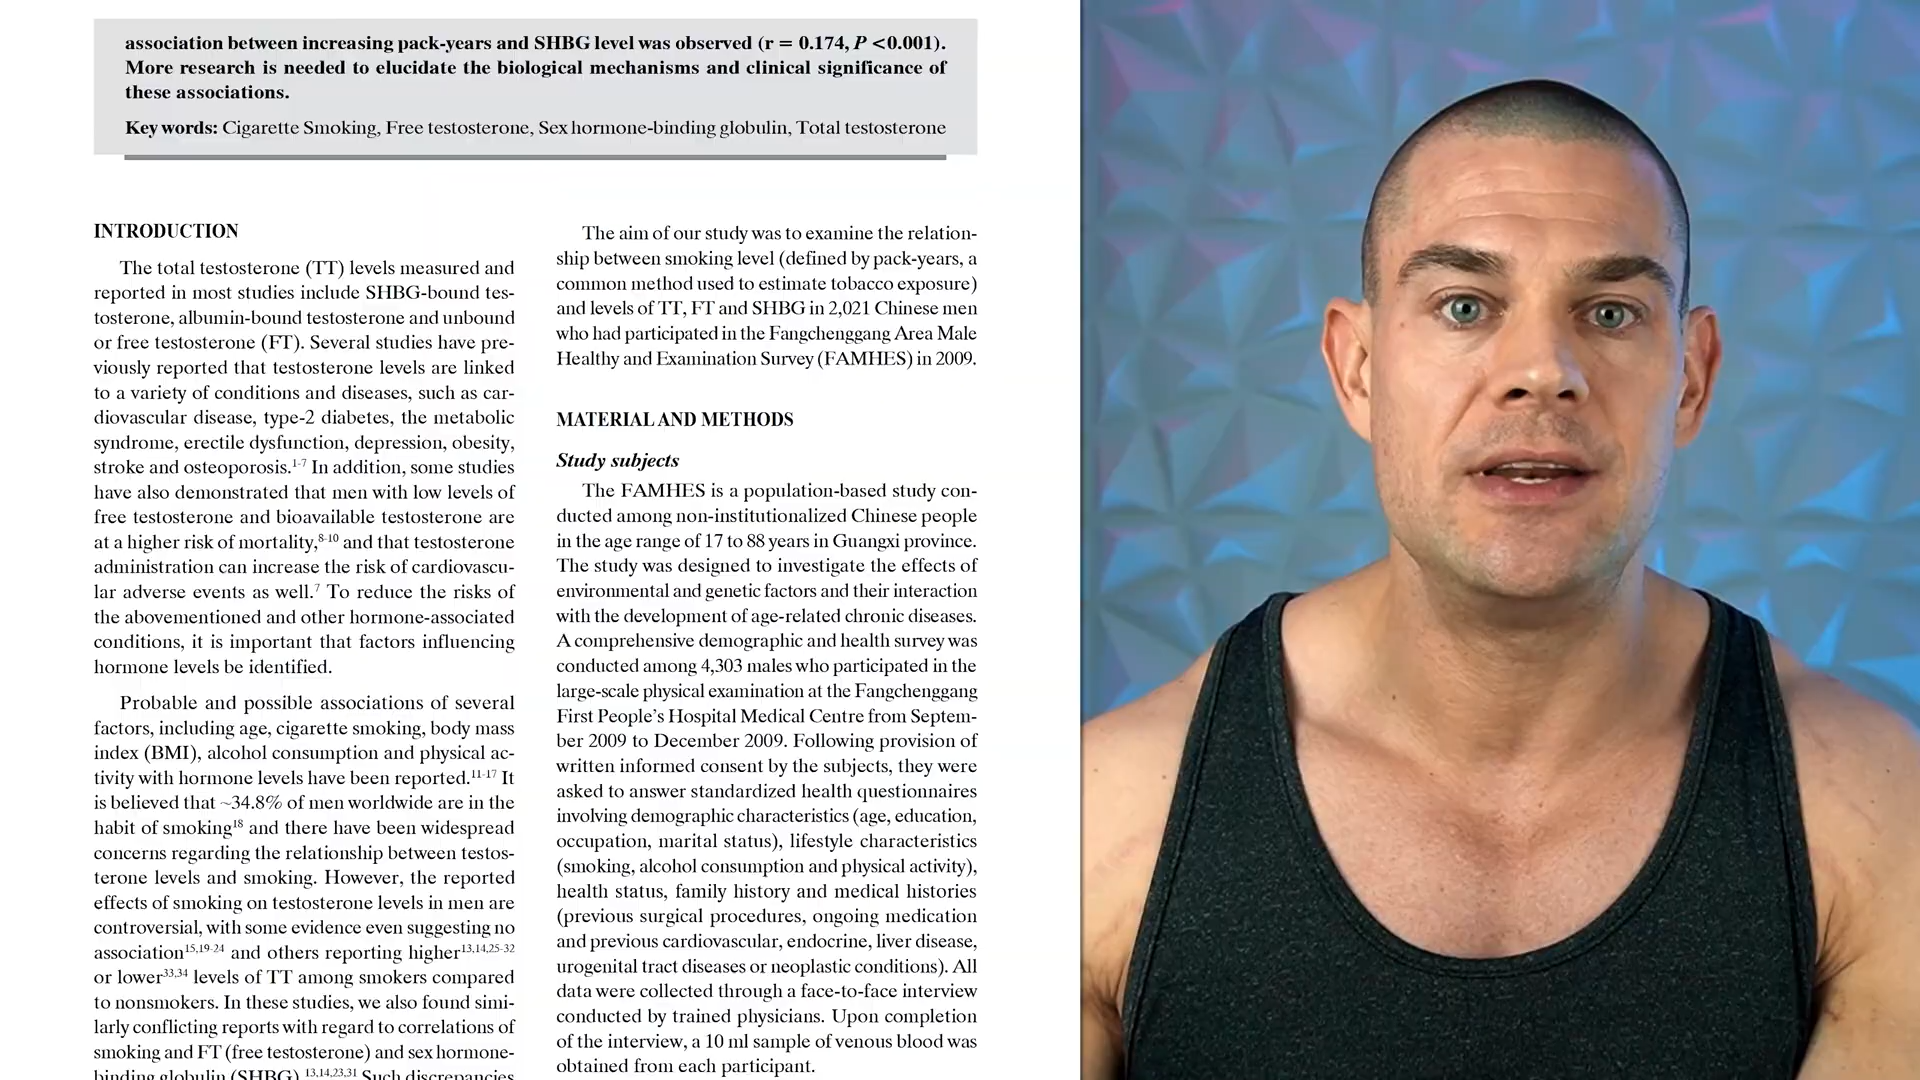 association between increasing pack-years and SHBG level was observed (r = 0.174, P <0.001).
More research is needed to elucidate the biological mechanisms and clinical significance of
these associations.
Key words: Cigarette Smoking, Free testosterone, Sex hormone-binding globulin, Total testosterone
INTRODUCTION
The total testosterone (TT) levels measured and
reported in most studies include SHBG-bound tes-
tosterone, albumin-bound testosterone and unbound
or free testosterone (FT). Several studies have pre-
viously reported that testosterone levels are linked
to a variety of conditions and diseases, such as car-
diovascular disease, type-2 diabetes, the metabolic
syndrome, erectile dysfunction, depression, obesity,
stroke and osteoporosis.1-7 In addition, some studies
have also demonstrated that men with low levels of
free testosterone and bioavailable testosterone are
at a higher risk of mortality,8-10 and that testosterone
administration can increase the risk of cardiovascu-
lar adverse events as well.7 To reduce the risks of
the abovementioned and other hormone-associated
conditions, it is important that factors influencing
hormone levels be identified.
Probable and possible associations of several
factors, including age, cigarette smoking, body mass
index (BMI), alcohol consumption and physical ac-
tivity with hormone levels have been reported.11-17 It
is believed that ~34.8% of men worldwide are in the
habit of smoking18 and there have been widespread
concerns regarding the relationship between testos-
terone levels and smoking. However, the reported
effects of smoking on testosterone levels in men are
controversial, with some evidence even suggesting no
association15,19-24 and others reporting higher13,14,25-32
or lower33,34 levels of TT among smokers compared
to nonsmokers. In these studies, we also found simi-
larly conflicting reports with regard to correlations of
smoking and FT (free testosterone) and sex hormone-
binding globulin (SHBG).13,14,23,31 Such discrepancies
The aim of our study was to examine the relation-
ship between smoking level (defined by pack-years, a
common method used to estimate tobacco exposure)
and levels of TT, FT and SHBG in 2,021 Chinese men
who had participated in the Fangchenggang Area Male
Healthy and Examination Survey (FAMHES) in 2009.
MATERIAL AND METHODS
Study subjects
The FAMHES is a population-based study con-
ducted among non-institutionalized Chinese people
in the age range of 17 to 88 years in Guangxi province.
The study was designed to investigate the effects of
environmental and genetic factors and their interaction
with the development of age-related chronic diseases.
A comprehensive demographic and health survey was
conducted among 4,303 males who participated in the
large-scale physical examination at the Fangchenggang
First People's Hospital Medical Centre from Septem-
ber 2009 to December 2009. Following provision of
written informed consent by the subjects, they were
asked to answer standardized health questionnaires
involving demographic characteristics (age, education,
occupation, marital status), lifestyle characteristics
(smoking, alcohol consumption and physical activity),
health status, family history and medical histories
(previous surgical procedures, ongoing medication
and previous cardiovascular, endocrine, liver disease,
urogenital tract diseases or neoplastic conditions). All
data were collected through a face-to-face interview
conducted by trained physicians. Upon completion
of the interview, a 10 ml sample of venous blood was
obtained from each participant.